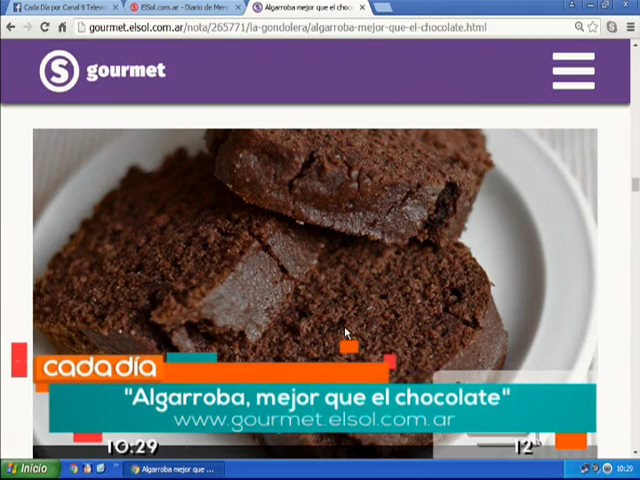 Cada Día por Canal 9 Televi
ElSol.com.ar - Diario de Men
Algarroba mejor que el choc
gourmet.elsol.com.ar/nota/265771/la-gondolera/algarroba-mejor-que-el-chocolate.html
S gourmet
cada día
"Algarroba, mejor que el chocolate"
www.gourmet.elsol.com.ar
10:29
12°
Inicio
Algarroba mejor que ...
10:29